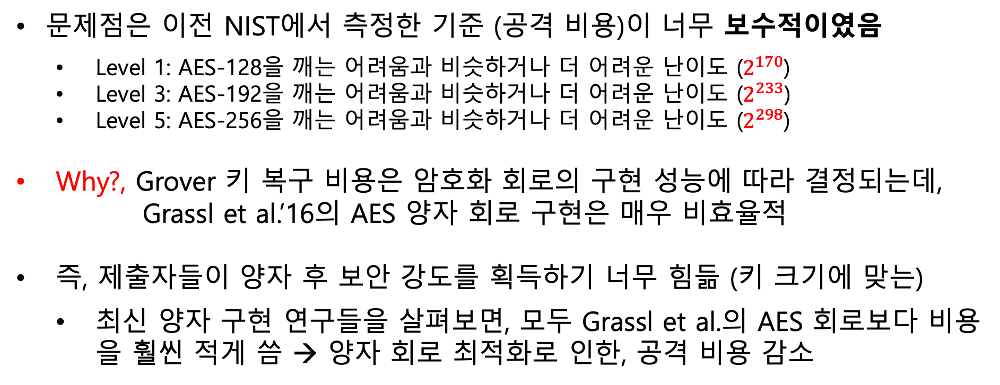 • 문제점은 이전 NIST에서 측정한 기준 (공격 비용)이 너무 보수적이였음
• Level 1: AES-128을 깨는 어려움과 비슷하거나 더 어려운 난이도 (2^170)
• Level 3: AES-192을 깨는 어려움과 비슷하거나 더 어려운 난이도 (2^233)
• Level 5: AES-256을 깨는 어려움과 비슷하거나 더 어려운 난이도 (2^298)
• Why?, Grover 키 복구 비용은 암호화 회로의 구현 성능에 따라 결정되는데,
Grassl et al.’16의 AES 양자 회로 구현은 매우 비효율적
• 즉, 제출자들이 양자 후 보안 강도를 획득하기 너무 힘듦 (키 크기에 맞는)
• 최신 양자 구현 연구들을 살펴보면, 모두 Grassl et al.의 AES 회로보다 비용
을 훨씬 적게 씀 → 양자 회로 최적화로 인한, 공격 비용 감소